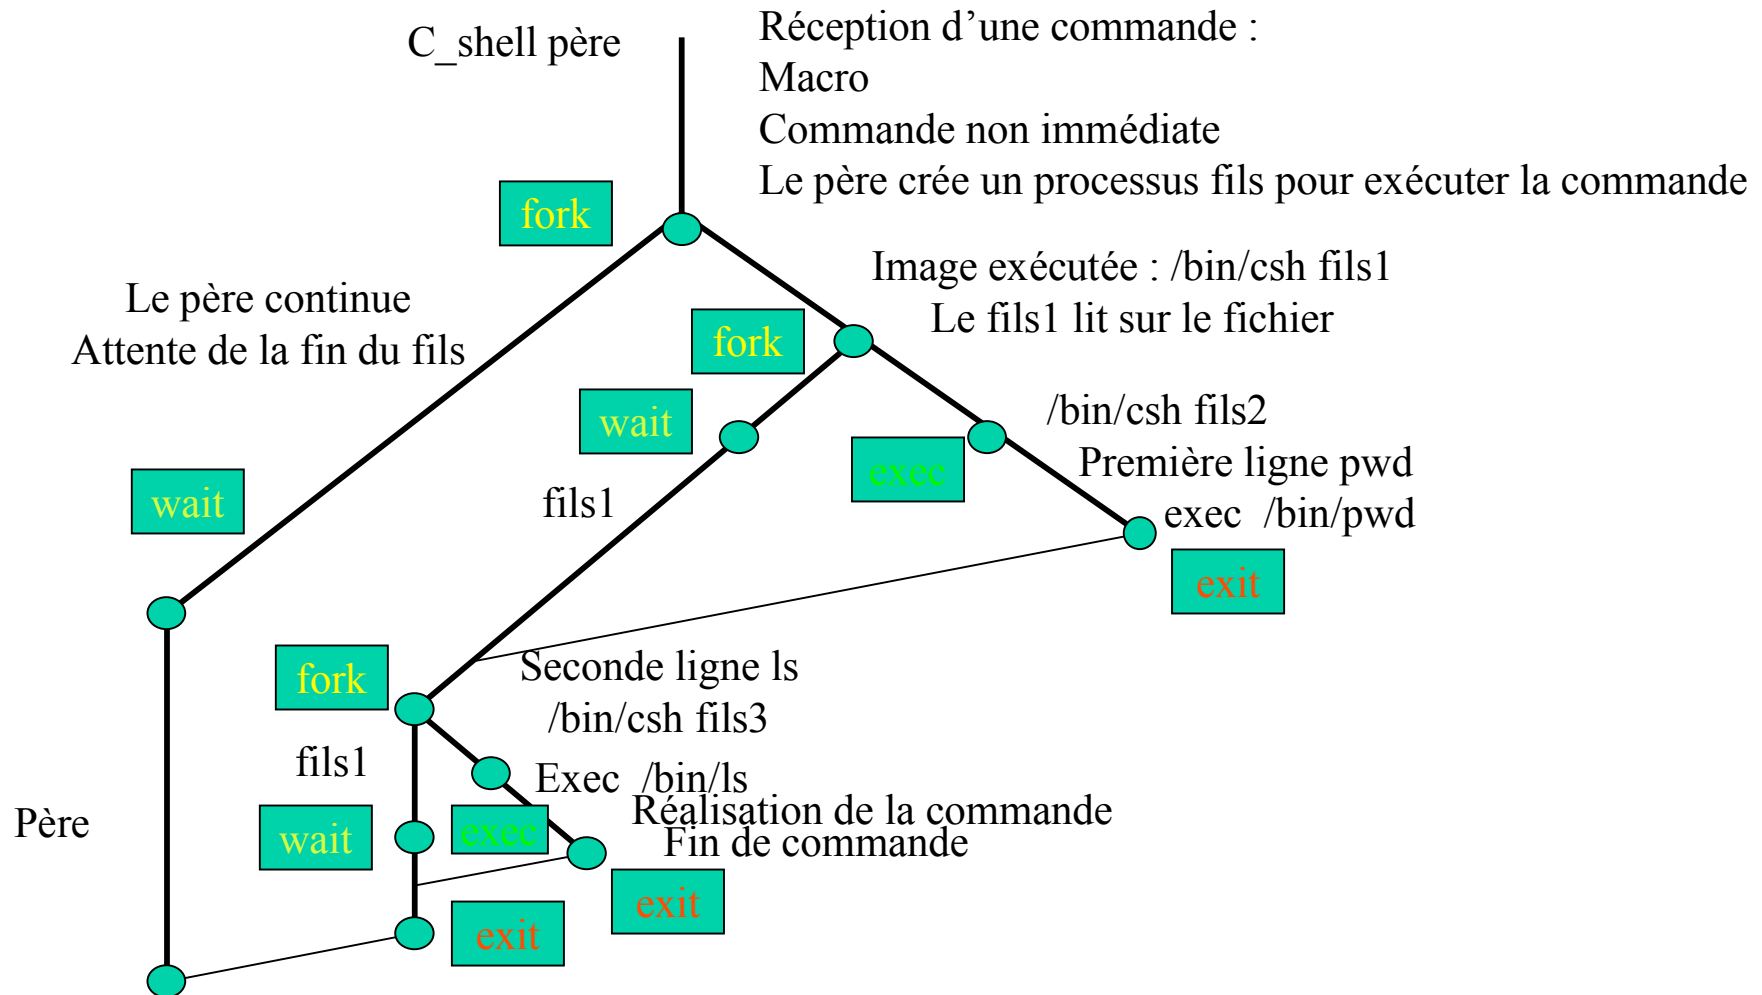 C_shell père
Réception d’une commande :
Macro
Commande non immédiate
Le père crée un processus fils pour exécuter la commande
fork
Image exécutée : /bin/csh fils1
Le fils1 lit sur le fichier
Le père continue
Attente de la fin du fils
fork
wait
/bin/csh fils2
Première ligne pwd
exec /bin/pwd
exec
wait
fils1
exit
fork
Seconde ligne ls
/bin/csh fils3
fils1
Exec /bin/ls
Réalisation de la commande
Fin de commande
Père
wait
exec
exit
exit